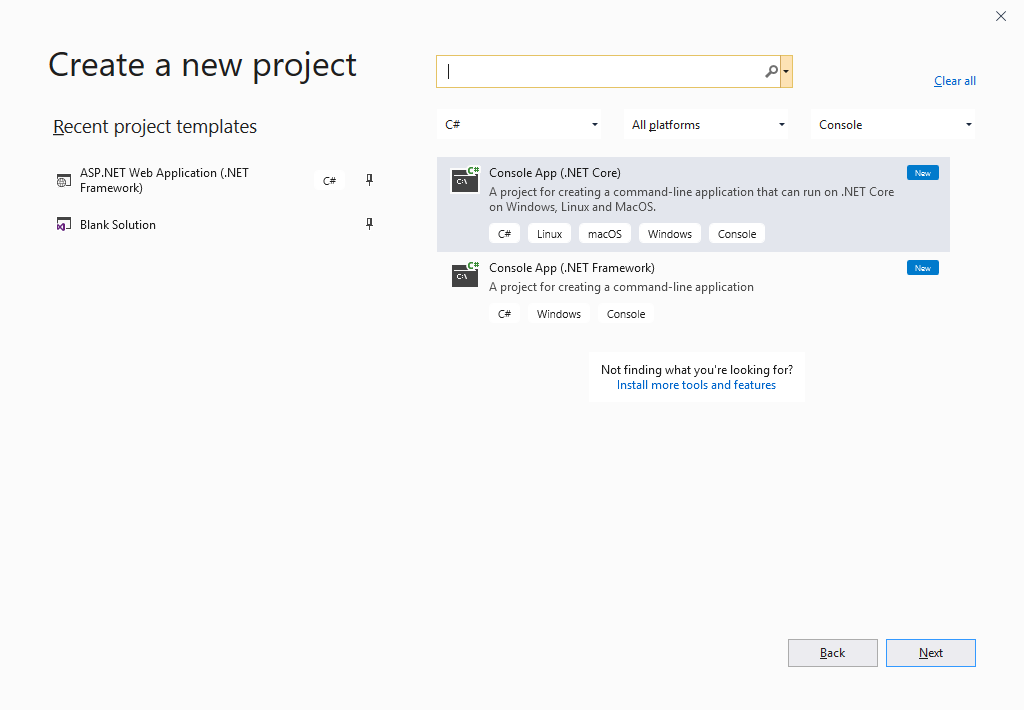 Create a new project
Clear all
Recent project templates
C#
All platforms
Console
ASP.NET Web Application (.NET
Framework)
C#
Blank Solution
C#
C:\
Console App (.NET Core)
New
A project for creating a command-line application that can run on .NET Core
on Windows, Linux and MacOS.
C#
Linux
macOS
Windows
Console
C#
C:\
Console App (.NET Framework)
New
A project for creating a command-line application
C#
Windows
Console
Not finding what you're looking for?
Install more tools and features
Back
Next